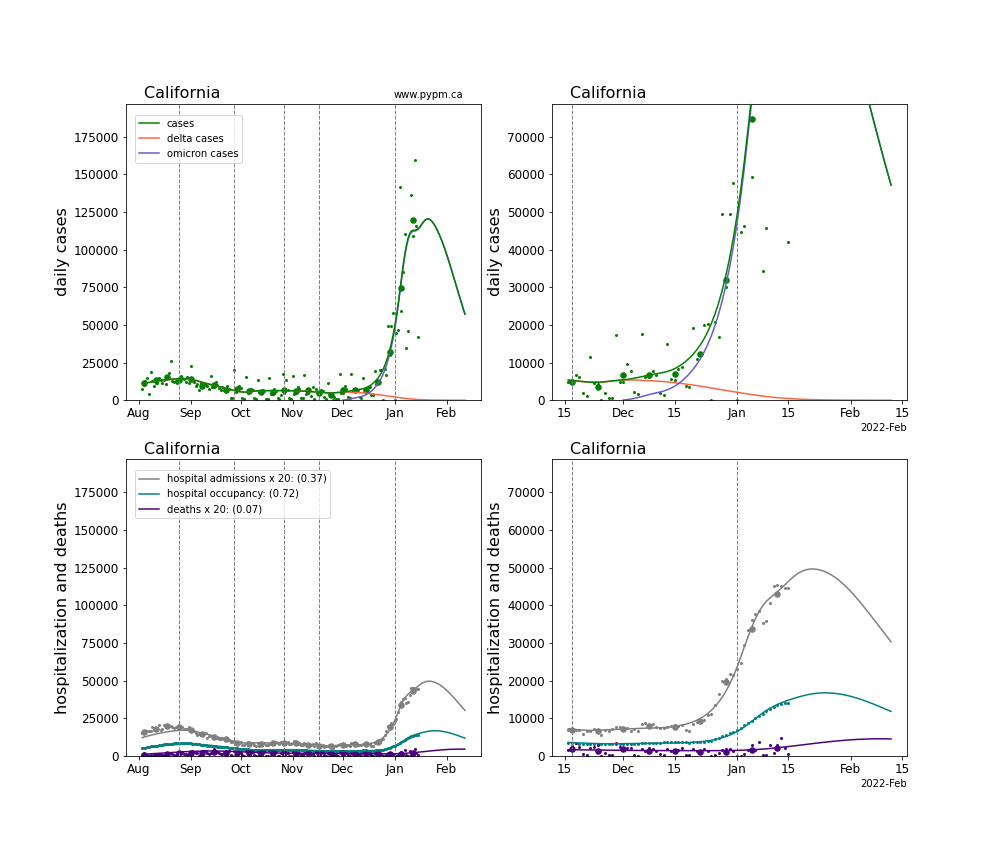 California
www.pypm.ca
daily cases
175000
150000
125000
100000
75000
50000
25000
0
cases
delta cases
omicron cases
Aug
Sep
Oct
Nov
Dec
Jan
Feb
California
daily cases
70000
60000
50000
40000
30000
20000
10000
0
15
Dec
15
Jan
15
Feb
15
2022-Feb
California
hospitalization and deaths
175000
150000
125000
100000
75000
50000
25000
0
hospital admissions x 20: (0.37)
hospital occupancy: (0.72)
deaths x 20: (0.07)
Aug
Sep
Oct
Nov
Dec
Jan
Feb
California
hospitalization and deaths
70000
60000
50000
40000
30000
20000
10000
0
15
Dec
15
Jan
15
Feb
15
2022-Feb